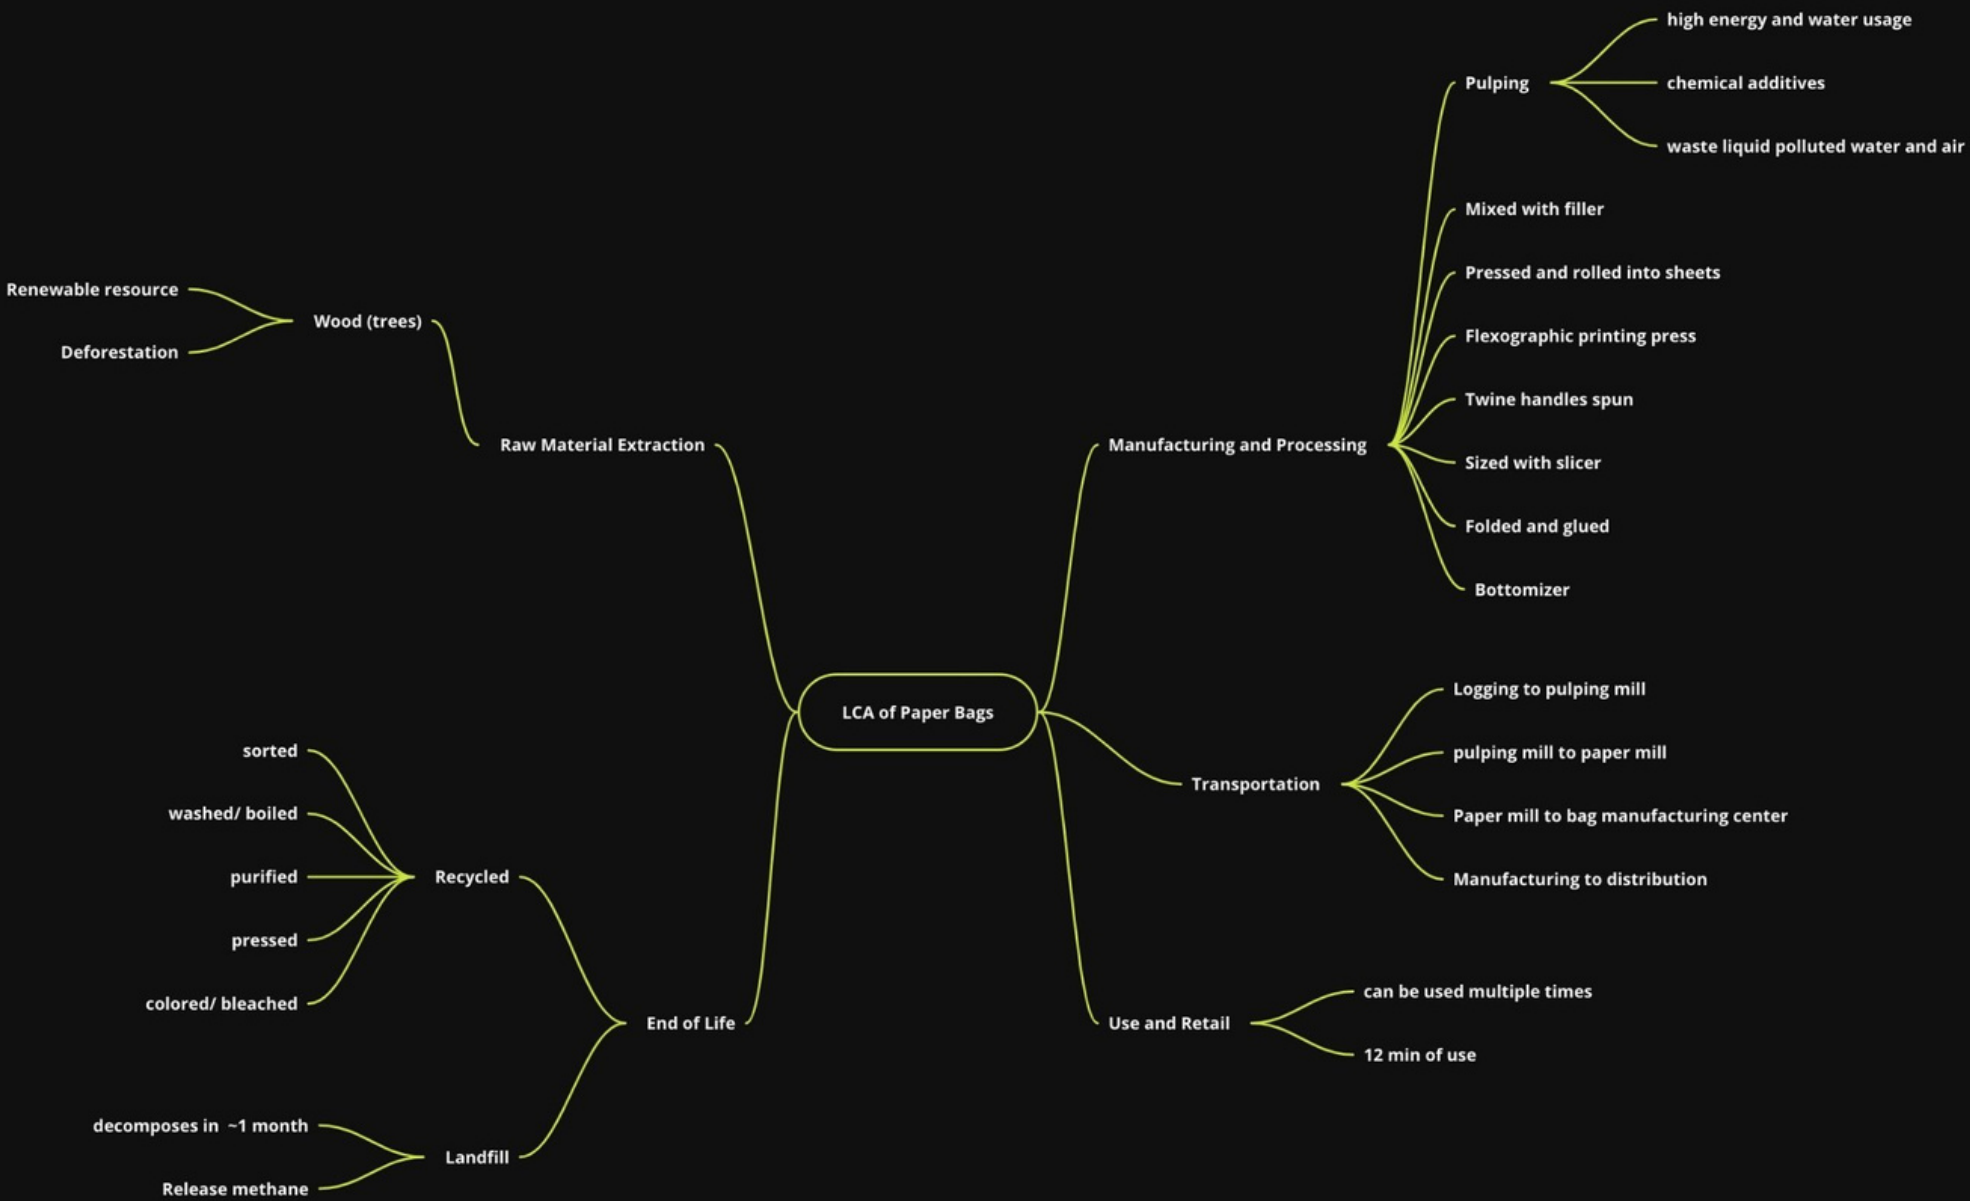 LCA of Paper Bags
Raw Material Extraction
Wood (trees)
Renewable resource
Deforestation
Manufacturing and Processing
Pulping
high energy and water usage
chemical additives
waste liquid polluted water and air
Mixed with filler
Pressed and rolled into sheets
Flexographic printing press
Twine handles spun
Sized with slicer
Folded and glued
Bottomizer
Transportation
Logging to pulping mill
pulping mill to paper mill
Paper mill to bag manufacturing center
Manufacturing to distribution
Use and Retail
can be used multiple times
12 min of use
End of Life
Recycled
sorted
washed/ boiled
purified
pressed
colored/ bleached
Landfill
decomposes in  ~1 month
Release methane